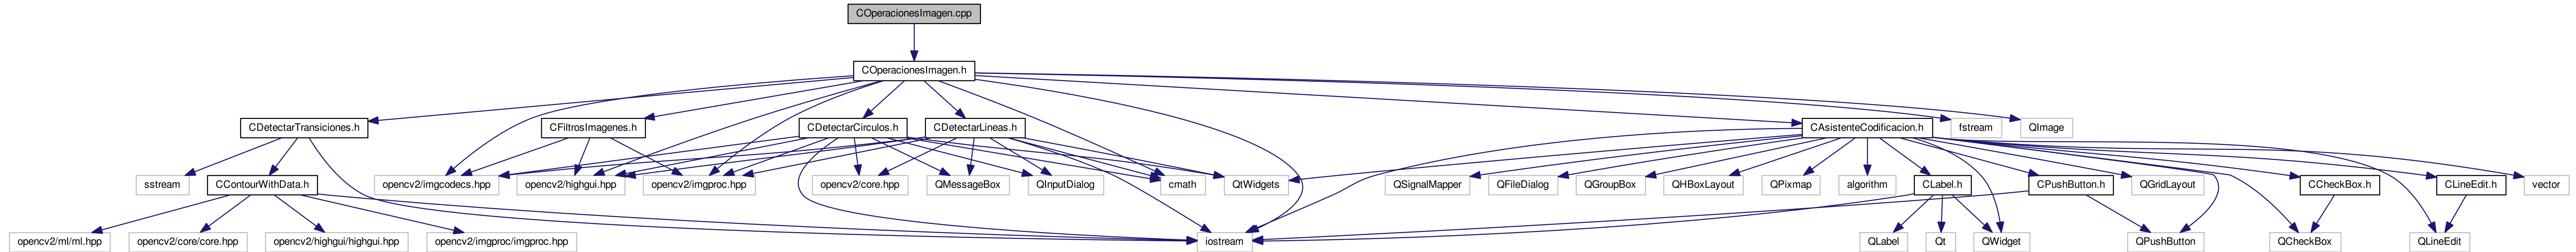 COperacionesImagen.cpp
COperacionesImagen.h
CDetectarTransiciones.h
CFiltrosImagenes.h
CDetectarCirculos.h
CDetectarLineas.h
CAsistenteCodificacion.h
fstream
QImage
sstream
CContourWithData.h
opencv2/imgcodecs.hpp
opencv2/highgui.hpp
opencv2/imgproc.hpp
opencv2/core.hpp
QMessageBox
QInputDialog
cmath
QtWidgets
QSignalMapper
QFileDialog
QGroupBox
QHBoxLayout
QPixmap
algorithm
CLabel.h
CPushButton.h
QGridLayout
CCheckBox.h
CLineEdit.h
vector
opencv2/ml/ml.hpp
opencv2/core/core.hpp
opencv2/highgui/highgui.hpp
opencv2/imgproc/imgproc.hpp
iostream
QLabel
Qt
QWidget
QPushButton
QCheckBox
QLineEdit